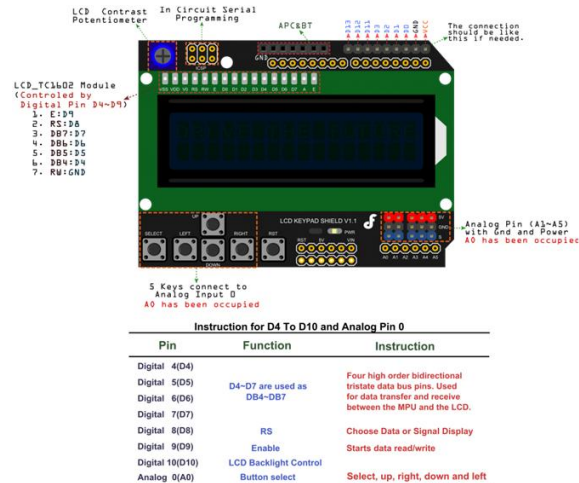 LCD Contrast
Potentiometer
In Circuit Serial
Programming
APC&BT
D13
D12
D11
D3
D2
D1
D0
GND
VCC
The connection
should be like
this if needed.
ICSP
GND
LCD_TC1602 Module
(Controled by
Digital Pin D4~D9)
1. E:D9
2. RS:D8
3. DB7:D7
4. DB6:D6
5. DB5:D5
6. DB4:D4
7. RW:GND
VSS VDD V0 RS RW E D0 D1 D2 D3 D4 D5 D6 D7 A
UP
SELECT LEFT RIGHT RST
DOWN
LCD KEYPAD SHIELD V1.1
PWR
RST 5V VIN
5V
GND
S
A0 A1 A2 A3 A4 A5
Analog Pin (A1~A5)
with Gnd and Power
A0 has been occupied
5 Keys connect to
Analog Input 0
A0 has been occupied
Instruction for D4 To D10 and Analog Pin 0
Pin Function Instruction
Digital 4(D4)
Digital 5(D5)
Digital 6(D6)
Digital 7(D7)
D4~D7 are used as
DB4~DB7
Four high order bidirectional
tristate data bus pins. Used
for data transfer and receive
between the MPU and the LCD.
Digital 8(D8) RS Choose Data or Signal Display
Digital 9(D9) Enable Starts data read/write
Digital 10(D10) LCD Backlight Control
Analog 0(A0) Button select Select, up, right, down and left